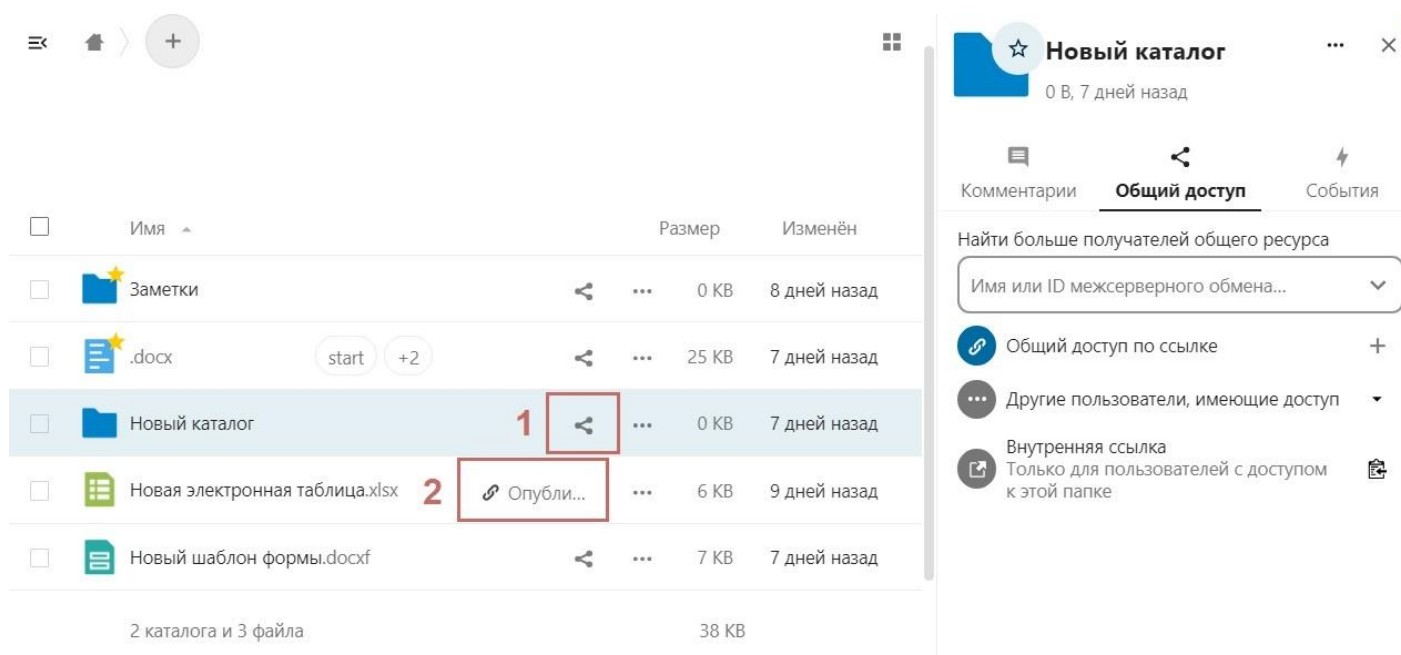 Имя Размер Изменён
Заметки 0 KB 8 дней назад
.docx start +2 25 KB 7 дней назад
Новый каталог 1 0 KB 7 дней назад
Новая электронная таблица.xlsx 2 Опубли... 6 KB 9 дней назад
Новый шаблон формы.docxf 7 KB 7 дней назад
2 каталога и 3 файла 38 KB
Новый каталог
0 B, 7 дней назад
Комментарии Общий доступ События
Найти больше получателей общего ресурса
Имя или ID межсерверного обмена...
Общий доступ по ссылке
Другие пользователи, имеющие доступ
Внутренняя ссылка
Только для пользователей с доступом
к этой папке